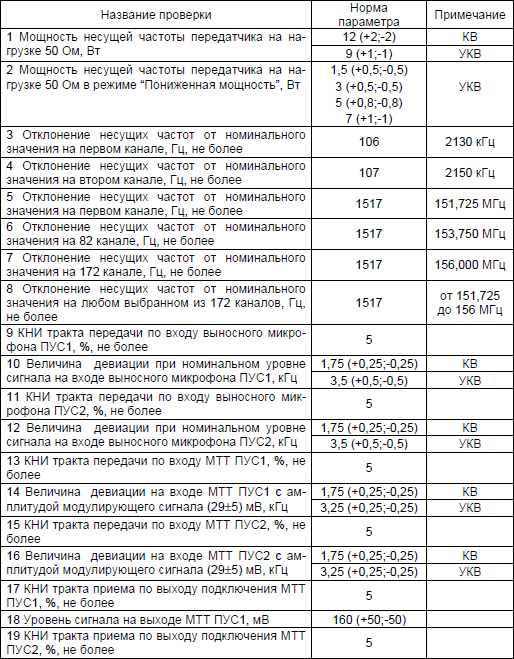 Название проверки
Норма параметра
Примечание
1 Мощность несущей частоты передатчика на на-
грузке 50 Ом, Вт
12 (+2;-2)
КВ
9 (+1;-1)
УКВ
2 Мощность несущей частоты передатчика на на-
грузке 50 Ом в режиме “Пониженная мощность”, Вт
1,5 (+0,5;-0,5)
3 (+0,5;-0,5)
5 (+0,8;-0,8)
7 (+1;-1)
УКВ
3 Отклонение несущих частот от номинального
значения на первом канале, Гц, не более
106
2130 кГц
4 Отклонение несущих частот от номинального
значения на втором канале, Гц, не более
107
2150 кГц
5 Отклонение несущих частот от номинального
значения на первом канале, Гц, не более
1517
151,725 МГц
6 Отклонение несущих частот от номинального
значения на 82 канале, Гц, не более
1517
153,750 МГц
7 Отклонение несущих частот от номинального
значения на 172 канале, Гц, не более
1517
156,000 МГц
8 Отклонение несущих частот от номинального
значения на любом выбранном из 172 каналов, Гц,
не более
1517
от 151,725
до 156 МГц
9 КНИ тракта передачи по входу выносного микро-
фона ПУС1, %, не более
5
10 Величина девиации при номинальном уровне
сигнала на входе выносного микрофона ПУС1, кГц
1,75 (+0,25;-0,25)
КВ
3,5 (+0,5;-0,5)
УКВ
11 КНИ тракта передачи по входу выносного мик-
рофона ПУС2, %, не более
5
12 Величина девиации при номинальном уровне
сигнала на входе выносного микрофона ПУС2, кГц
1,75 (+0,25;-0,25)
КВ
3,5 (+0,5;-0,5)
УКВ
13 КНИ тракта передачи по входу МТТ ПУС1, %, не
более
5
14 Величина девиации на входе МТТ ПУС1 с ам-
плитудой модулирующего сигнала (29±5) мВ, кГц
1,75 (+0,25;-0,25)
КВ
3,25 (+0,25;-0,25)
УКВ
15 КНИ тракта передачи по входу МТТ ПУС2, %, не
более
5
16 Величина девиации на входе МТТ ПУС2 с ам-
плитудой модулирующего сигнала (29±5) мВ, кГц
1,75 (+0,25;-0,25)
КВ
3,25 (+0,25;-0,25)
УКВ
17 КНИ тракта приема по выходу подключения МТТ
ПУС1, %, не более
5
18 Уровень сигнала на выходе МТТ ПУС1, мВ
160 (+50;-50)
19 КНИ тракта приема по выходу подключения МТТ
ПУС2, %, не более
5